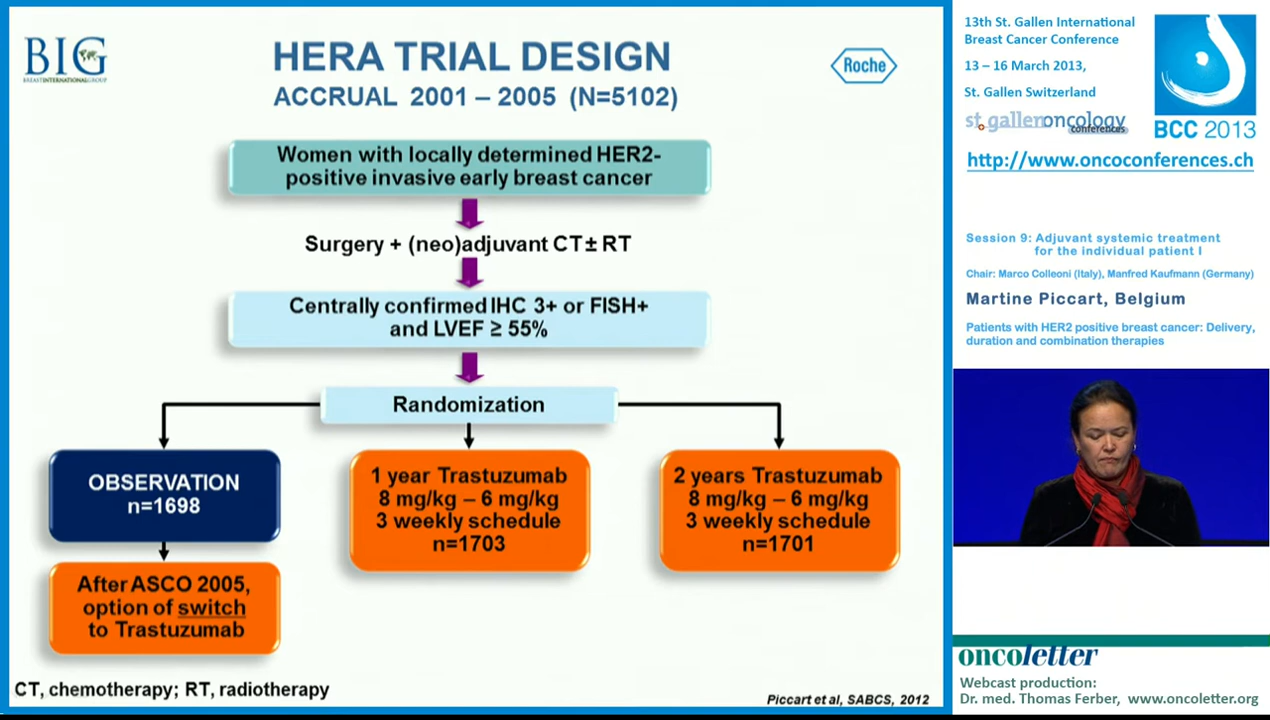 BIG
BREAST INTERNATIONAL GROUP
HERA TRIAL DESIGN
ACCRUAL 2001 – 2005 (N=5102)
Roche
Women with locally determined HER2-
positive invasive early breast cancer
Surgery + (neo)adjuvant CT± RT
Centrally confirmed IHC 3+ or FISH+
and LVEF ≥ 55%
Randomization
OBSERVATION
n=1698
1 year Trastuzumab
8 mg/kg – 6 mg/kg
3 weekly schedule
n=1703
2 years Trastuzumab
8 mg/kg – 6 mg/kg
3 weekly schedule
n=1701
After ASCO 2005,
option of switch
to Trastuzumab
CT, chemotherapy; RT, radiotherapy
Piccart et al, SABCS, 2012
13th St. Gallen International
Breast Cancer Conference
13 – 16 March 2013,
St. Gallen Switzerland
st.gallenoncology
conferences
BCC 2013
http://www.oncoconferences.ch
Session 9: Adjuvant systemic treatment
for the individual patient I
Chair: Marco Colleoni (Italy), Manfred Kaufmann (Germany)
Martine Piccart, Belgium
Patients with HER2 positive breast cancer: Delivery,
duration and combination therapies
oncoletter
Webcast production:
Dr. med. Thomas Ferber, www.oncoletter.org